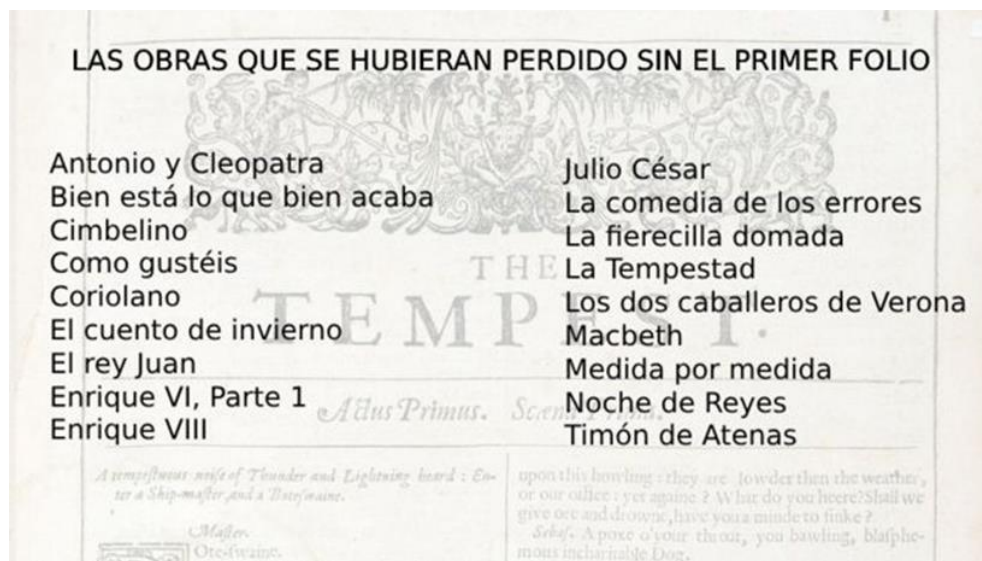 LAS OBRAS QUE SE HUBIERAN PERDIDO SIN EL PRIMER FOLIO
Antonio y Cleopatra
Bien está lo que bien acaba
Cimbelino
Como gustéis
Coriolano
El cuento de invierno
El rey Juan
Enrique VI, Parte 1
Enrique VIII
Julio César
La comedia de los errores
La fierecilla domada
La Tempestad
Los dos caballeros de Verona
Macbeth
Medida por medida
Noche de Reyes
Timón de Atenas
THE
TEMPEST.
Actus Primus. Scena Prima.
A tempestuous noise of Thunder and Lightning heard : En-
ter a Ship-master, and a Boteswaine.
Master.
Ote-swaine.
upon this howling : they are lowder then the weather,
or our office : yet againe ? What do you heere? Shall we
give ore and drowne, have you a minde to sinke ?
Sebas. A poxe o'your throat, you bawling, blasphe-
mous incharitable Dog.